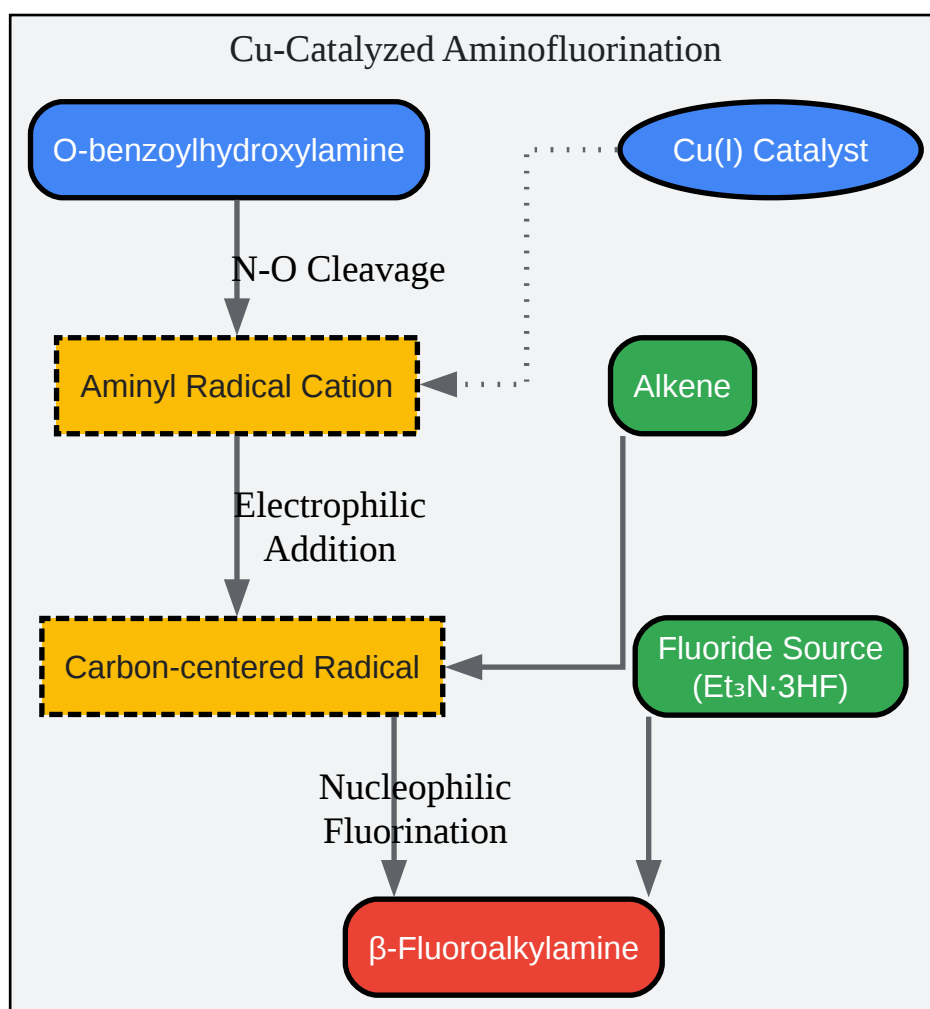 Cu-Catalyzed Aminofluorination
O-benzoylhydroxylamine
Cu(I) Catalyst
N-O Cleavage
Aminyl Radical Cation
Alkene
Electrophilic
Addition
Carbon-centered Radical
Fluoride Source
(Et₃N·3HF)
Nucleophilic
Fluorination
β-Fluoroalkylamine